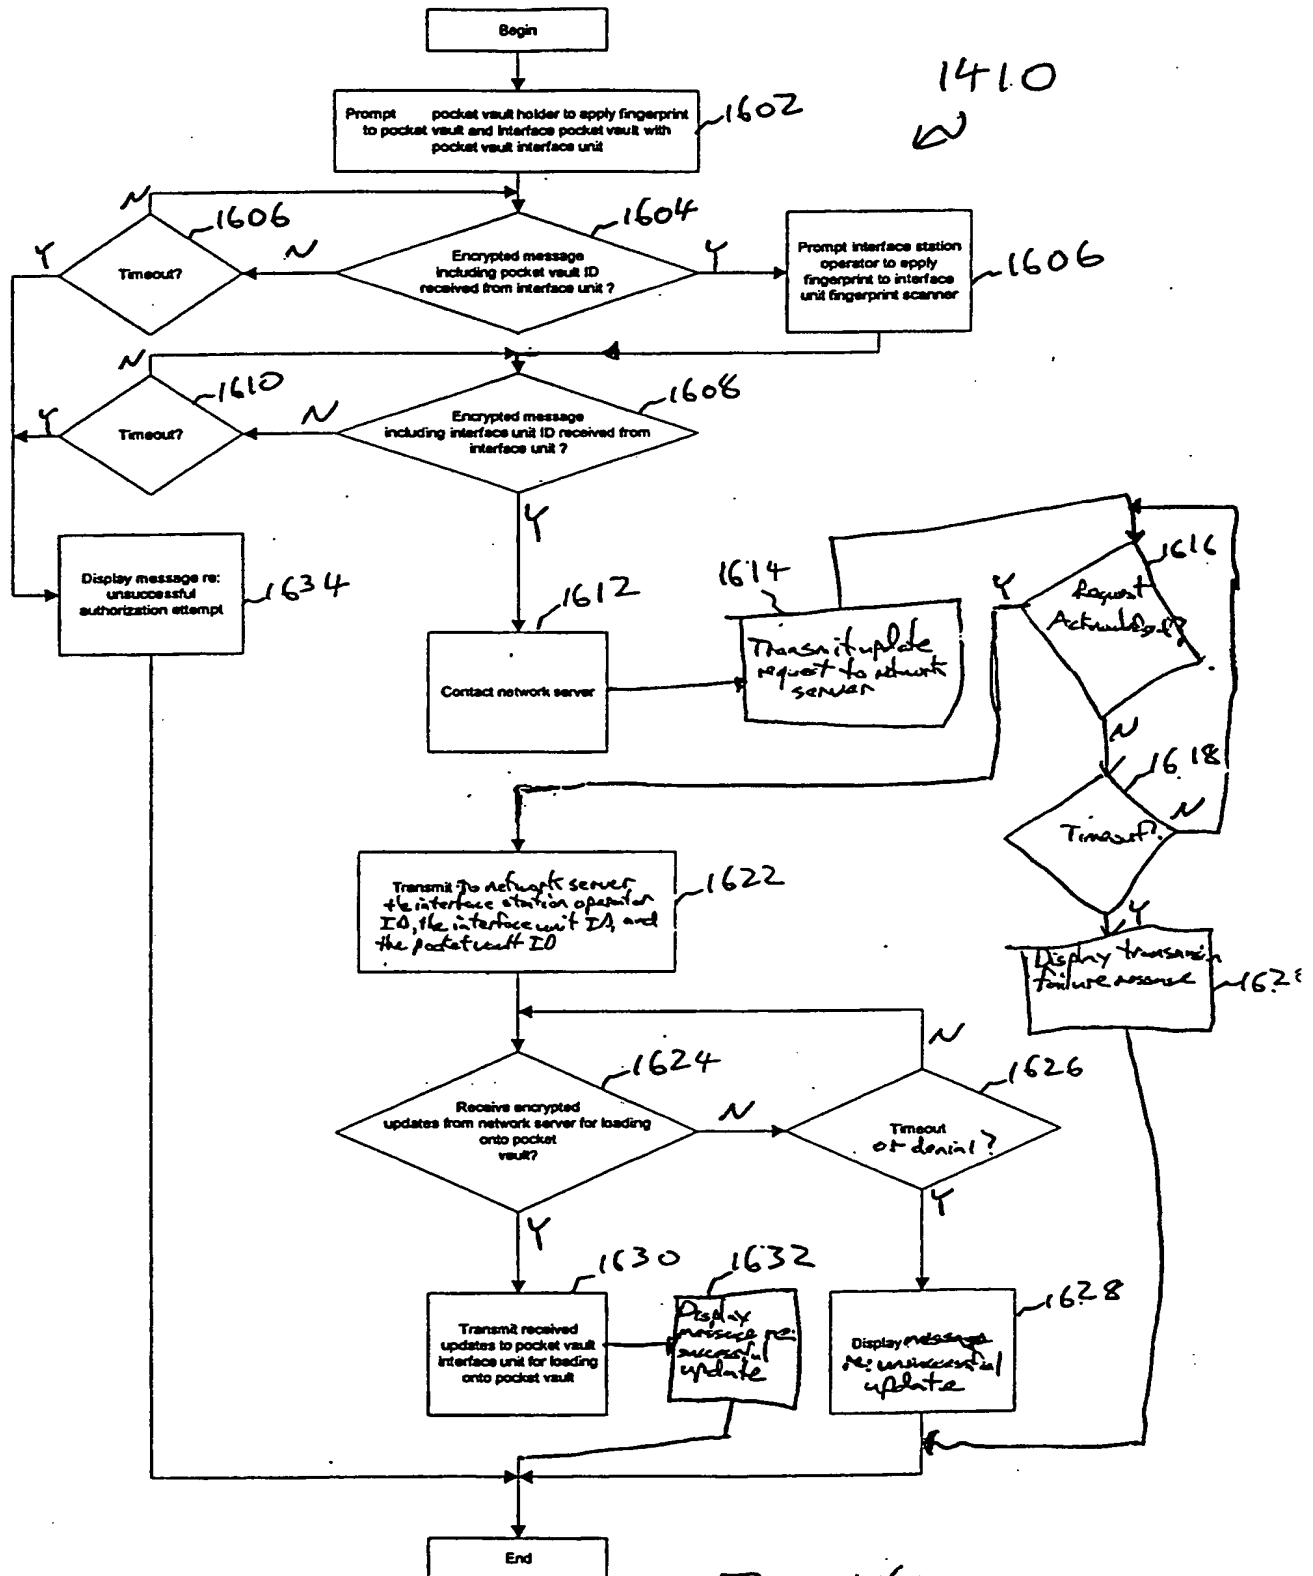 Begin
1410
Prompt pocket vault holder to apply fingerprint
to pocket vault and interface pocket vault with
pocket vault interface unit
1602
N
1606
1604
Y
Timeout?
N
Encrypted message
including pocket vault ID
received from interface unit ?
Y
Prompt interface station
operator to apply
fingerprint to interface
unit fingerprint scanner
1606
N
1610
1608
Y
Timeout?
N
Encrypted message
including interface unit ID received from
interface unit ?
Y
Display message re:
unsuccessful
authorization attempt
1634
1612
Contact network server
1614
Transmit update
request to network
server
1616
Y
Request
Acknowledged?
N
1618
Timeout?
N
Y
Transmit To network server
the interface station operator
ID, the interface unit ID, and
the pocket vault ID
1622
Display
failure message
162
1624
Receive encrypted
updates from network server for loading
onto pocket
vault?
N
1626
Timeout
or denial?
N
Y
Y
1630
Transmit received
updates to pocket vault
interface unit for loading
onto pocket vault
1632
Display
message re:
successful
update
1628
Display message
re: unsuccessful
update
End